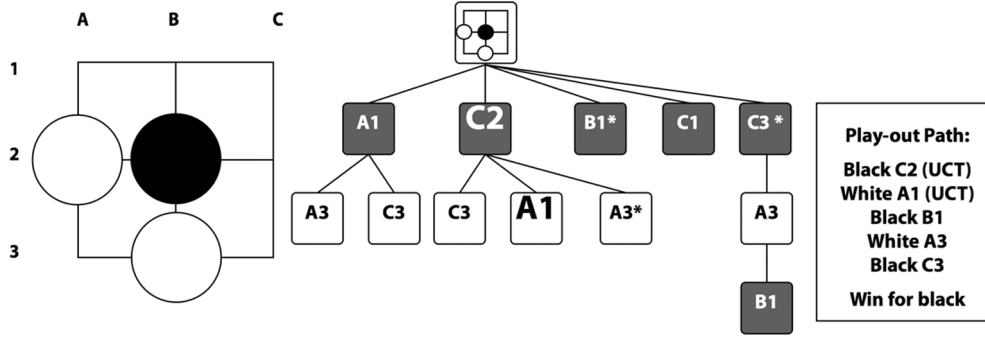 A B C
1
2
3
A1 C2 B1* C1 C3 *
A3 C3 C3 A1 A3* A3
B1
Play-out Path:
Black C2 (UCT)
White A1 (UCT)
Black B1
White A3
Black C3
Win for black